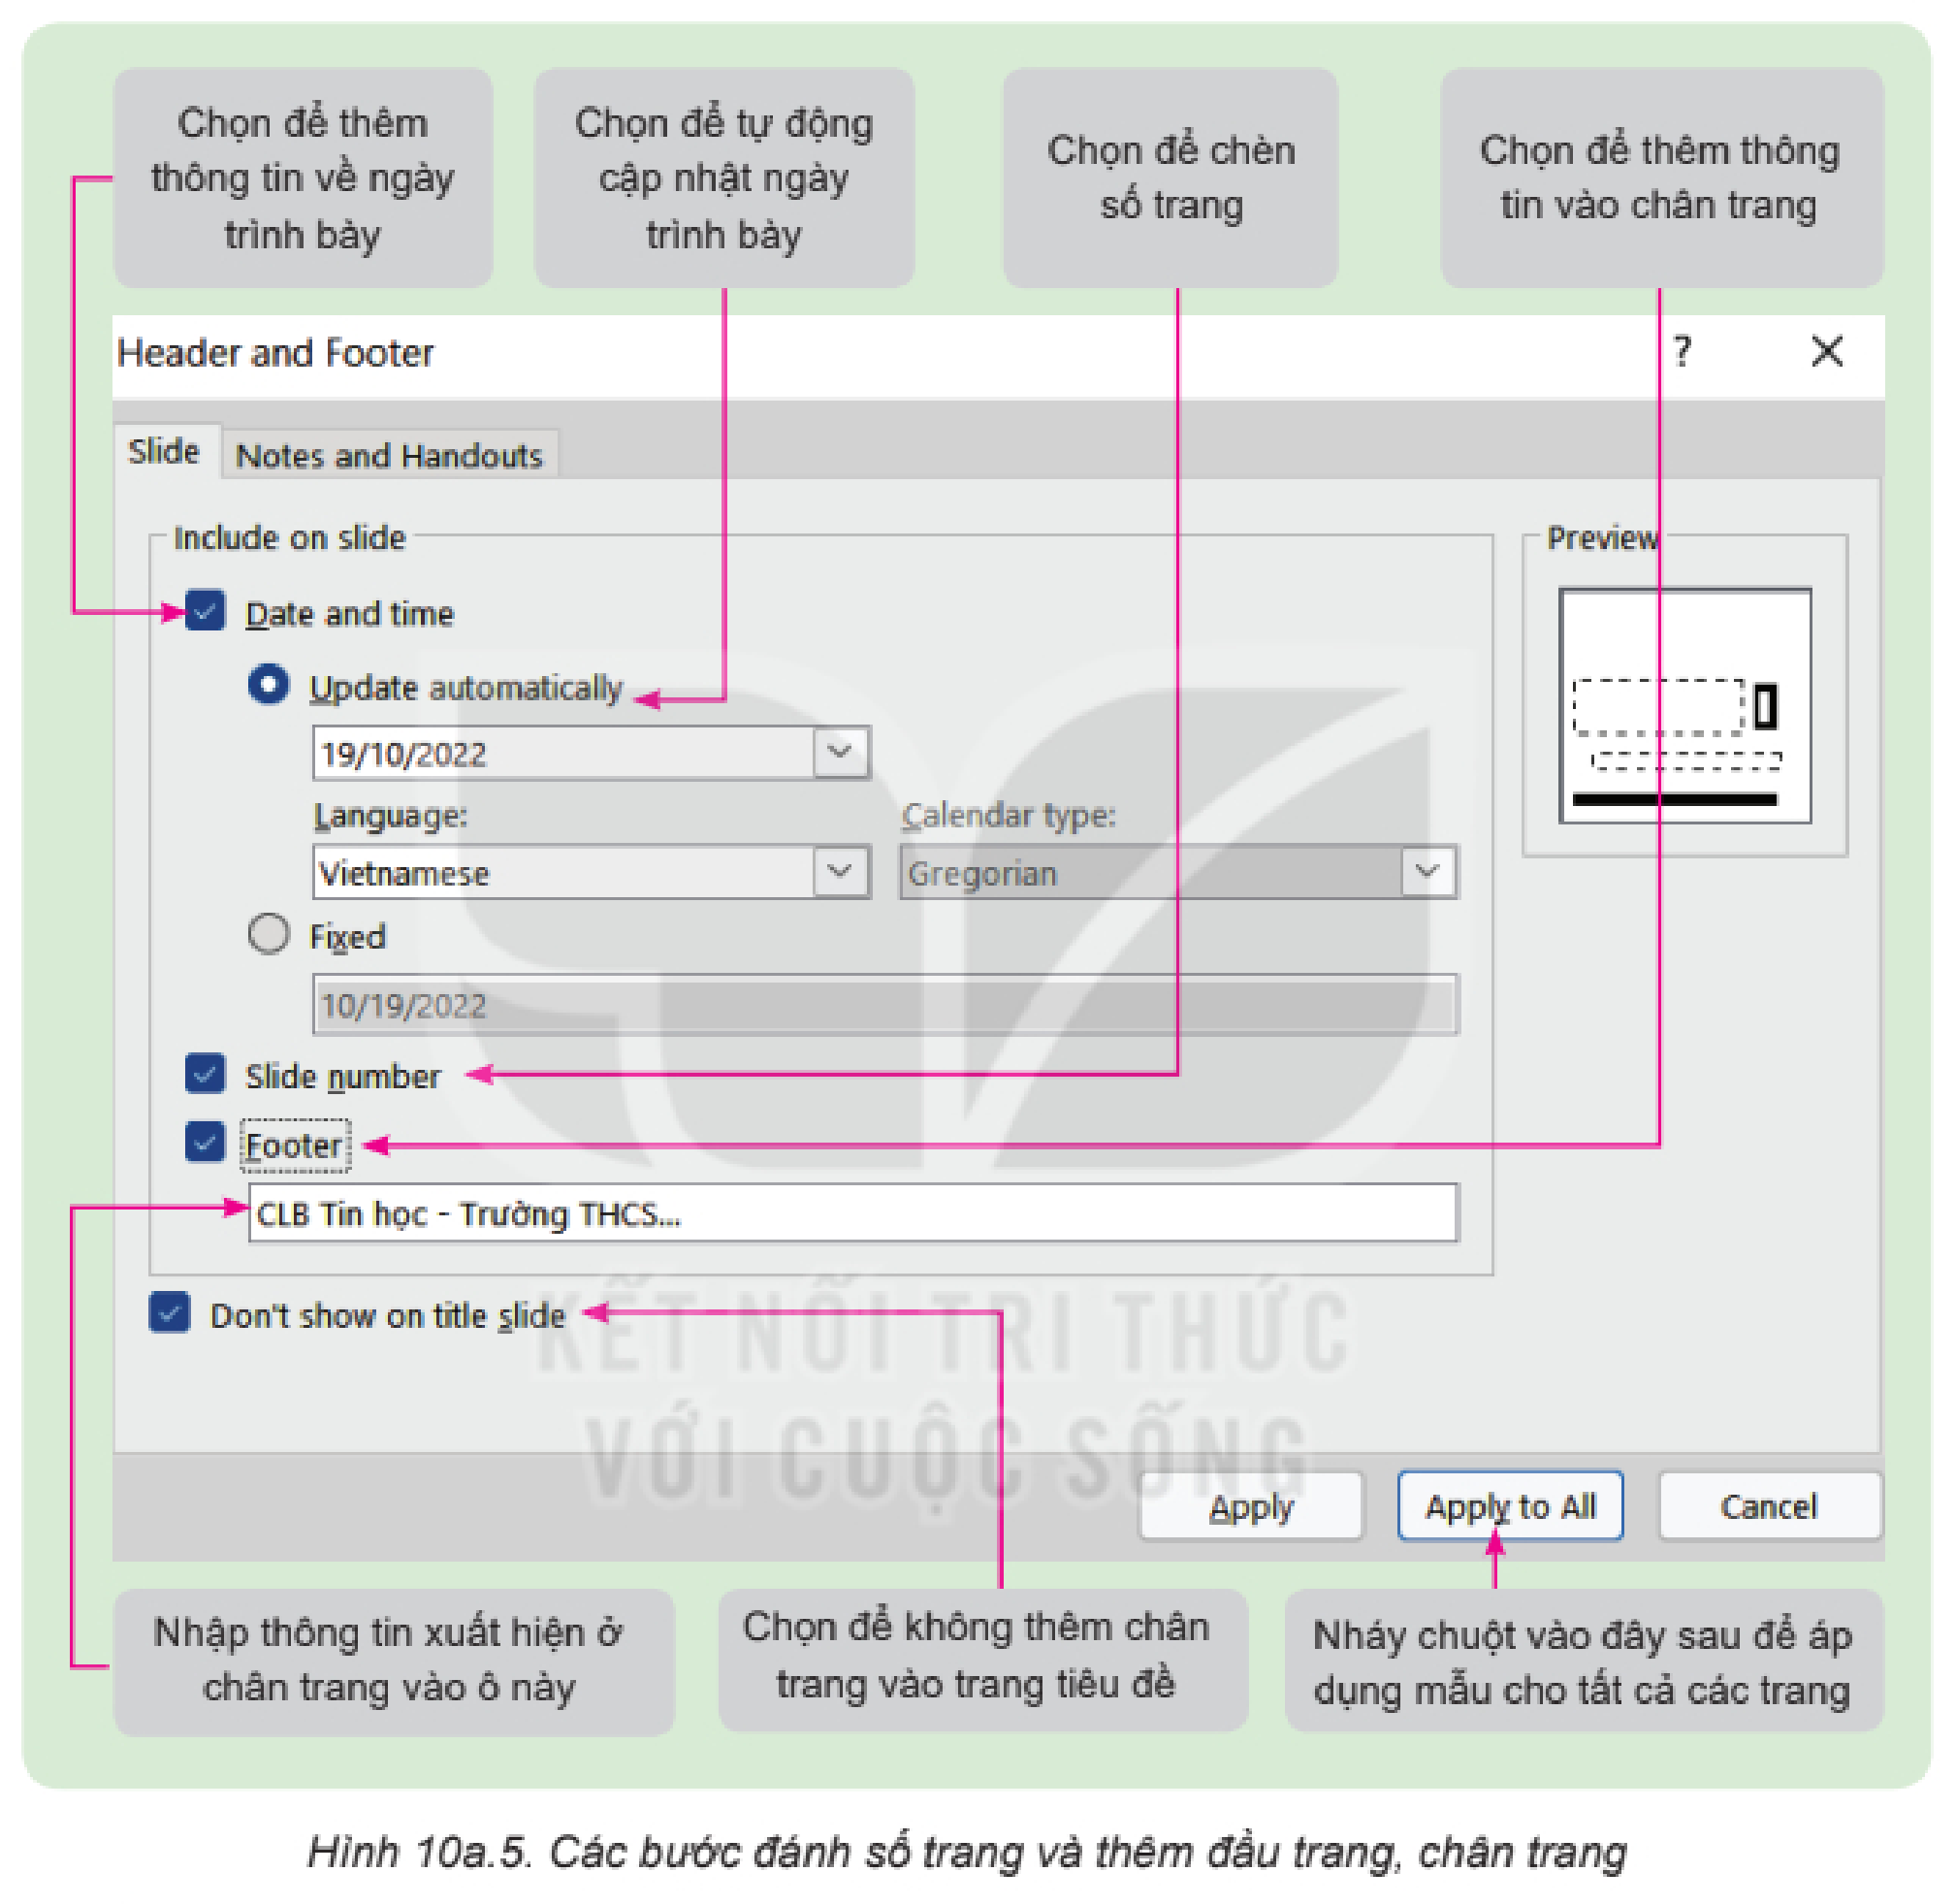 Chọn để thêm
thông tin về ngày
trình bày
Chọn để tự động
cập nhật ngày
trình bày
Chọn để chèn
số trang
Chọn để thêm thông
tin vào chân trang
Header and Footer
?
Slide
Notes and Handouts
Include on slide
Preview
Date and time
Update automatically
19/10/2022
Language:
Calendar type:
Vietnamese
Gregorian
Fixed
10/19/2022
Slide number
Footer
CLB Tin học - Trường THCS...
Don't show on title slide
KẾT NỐI TRI THỨC
VỚI CUỘC SỐNG
Apply
Apply to All
Cancel
Nhập thông tin xuất hiện ở
chân trang vào ô này
Chọn để không thêm chân
trang vào trang tiêu đề
Nháy chuột vào đây sau để áp
dụng mẫu cho tất cả các trang
Hình 10a.5. Các bước đánh số trang và thêm đầu trang, chân trang